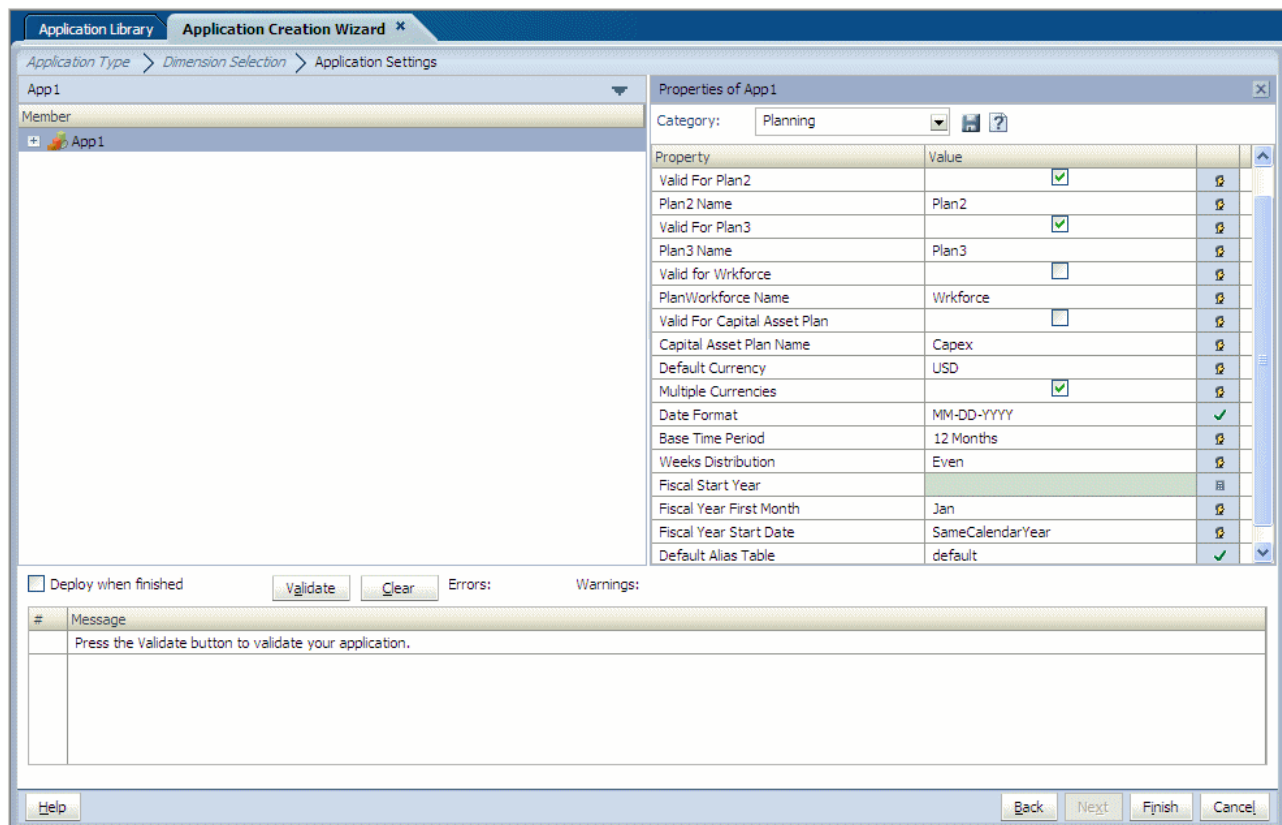 Application Library
Application Creation Wizard ×
Application Type > Dimension Selection > Application Settings
App1
Member
App1
Properties of App1
Category: Planning
Property Value
Valid For Plan2
Plan2 Name Plan2
Valid For Plan3
Plan3 Name Plan3
Valid for Wrkforce
PlanWorkforce Name Wrkforce
Valid For Capital Asset Plan
Capital Asset Plan Name Capex
Default Currency USD
Multiple Currencies
Date Format MM-DD-YYYY
Base Time Period 12 Months
Weeks Distribution Even
Fiscal Start Year
Fiscal Year First Month Jan
Fiscal Year Start Date SameCalendarYear
Default Alias Table default
Deploy when finished Validate Clear Errors: Warnings:
# Message
Press the Validate button to validate your application.
Help Back Next Finish Cancel